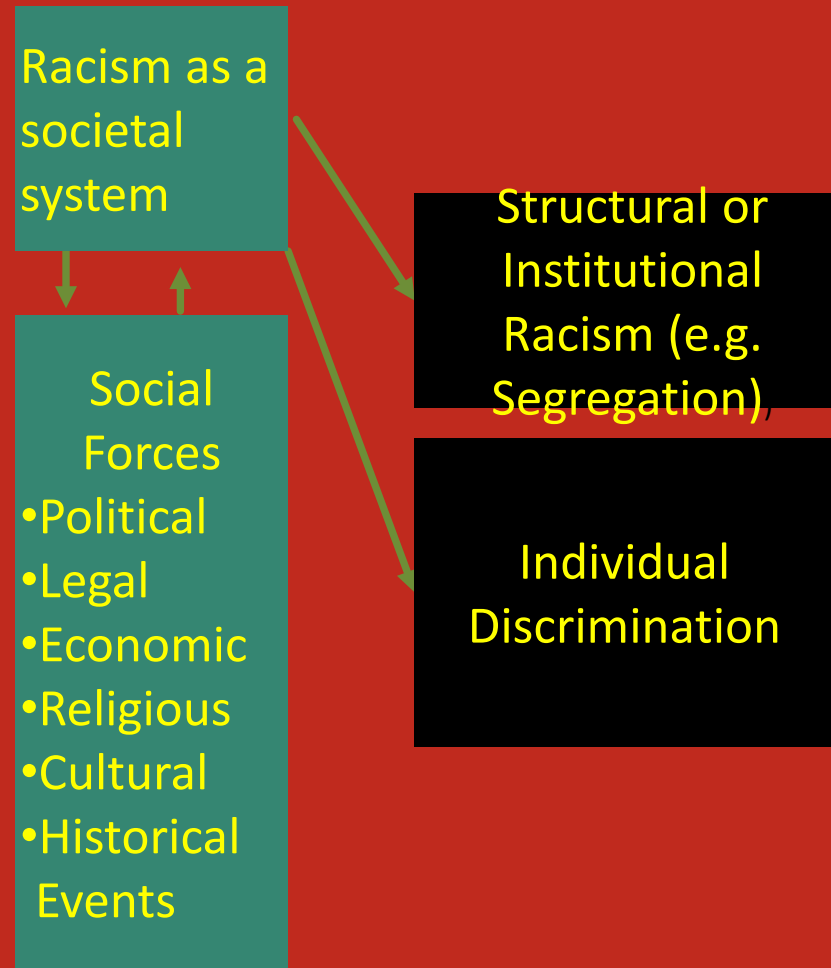 Racism as a
societal
system
Structural or
Institutional
Racism (e.g.
Segregation),
Individual
Discrimination
Social
Forces
•Political
•Legal
•Economic
•Religious
•Cultural
•Historical
Events